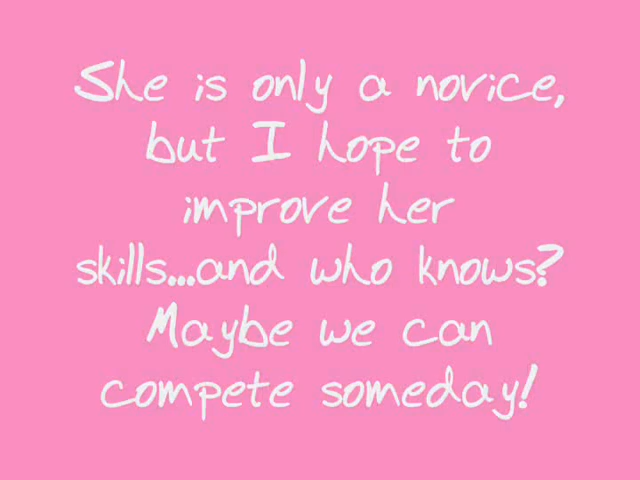 She is only a novice,
but I hope to
improve her
skills...and who knows?
Maybe we can
compete someday!